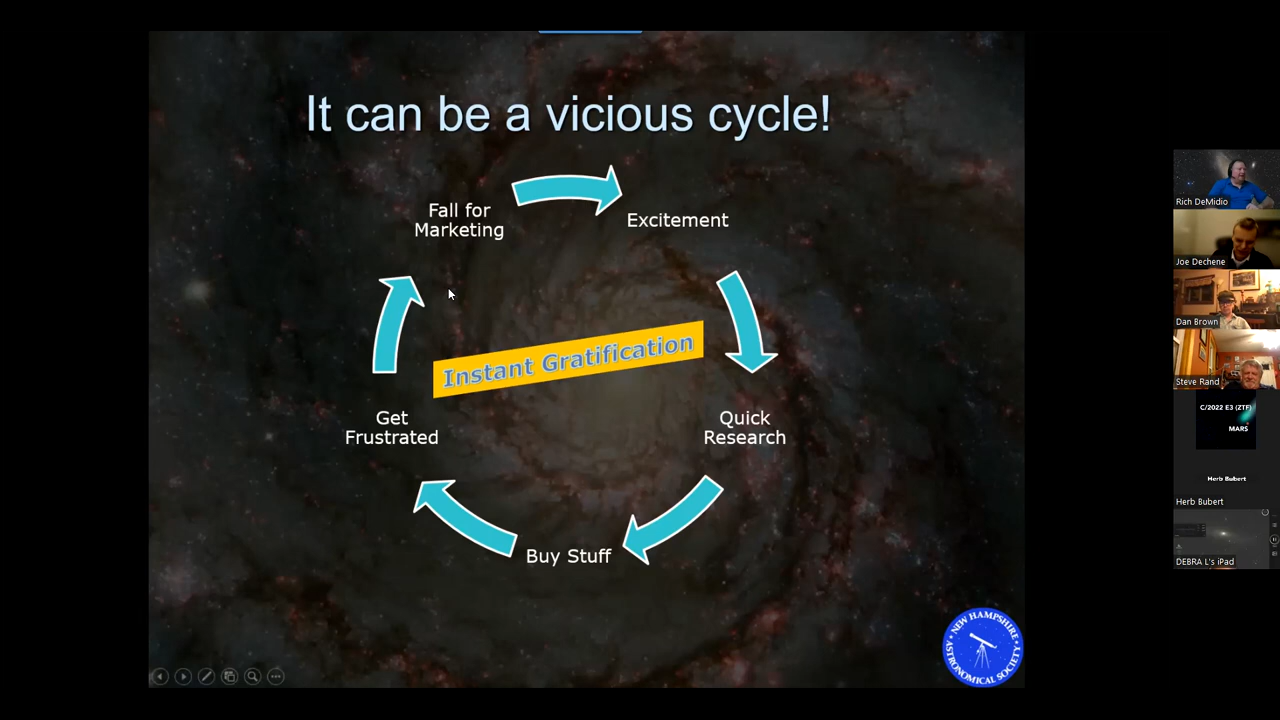 It can be a vicious cycle!
Fall for
Marketing
Excitement
Instant Gratification
Get
Frustrated
Quick
Research
Buy Stuff
NEW HAMPSHIRE
ASTRONOMICAL SOCIETY
Rich DeMidio
Joe Dechene
Dan Brown
Steve Rand
C/2022 E3 (ZTF)
MARS
Herb Bubert
Herb Bubert
DEBRA L's iPad